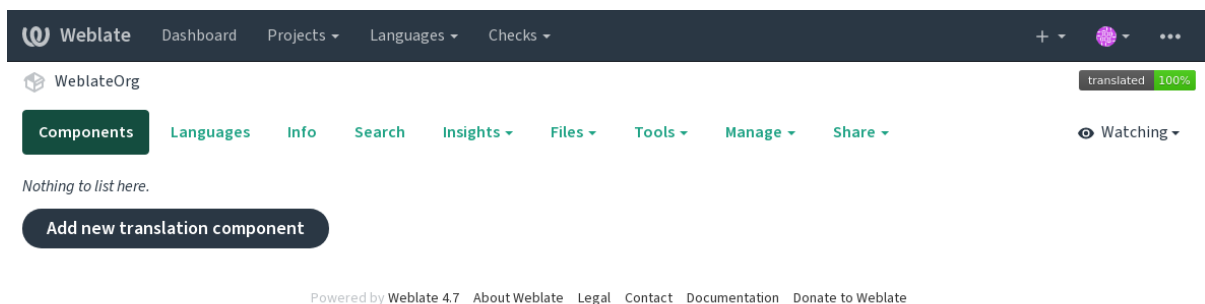 Weblate Dashboard Projects Languages Checks
WeblateOrg translated 100%
Components Languages Info Search Insights Files Tools Manage Share Watching
Nothing to list here.
Add new translation component
Powered by Weblate 4.7 About Weblate Legal Contact Documentation Donate to Weblate